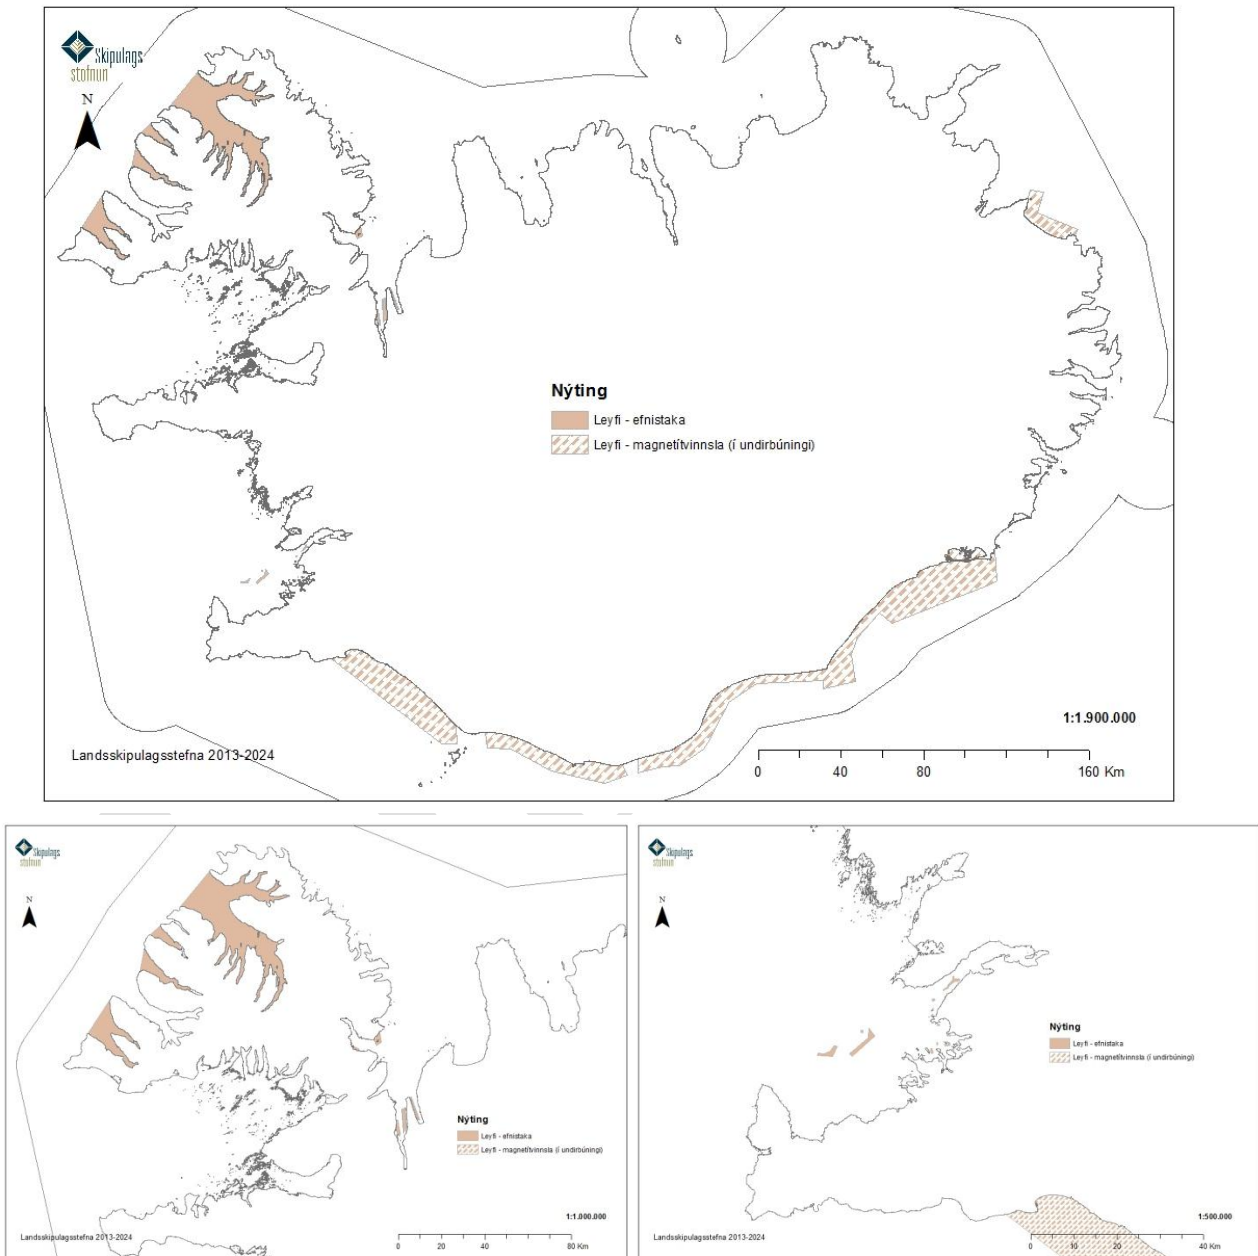 Skipulags
stofnun
N
Nýting
Leyfi - efnistaka
Leyfi - magnetítvinnsla (í undirbúningi)
1:1.900.000
Landsskipulagsstefna 2013-2024
0 40 80 160 Km
Skipulags
stofnun
N
Nýting
Leyfi - efnistaka
Leyfi - magnetítvinnsla (í undirbúningi)
1:1.000.000
Landsskipulagsstefna 2013-2024
0 20 40 80 Km
Skipulags
stofnun
N
Nýting
Leyfi - efnistaka
Leyfi - magnetítvinnsla (í undirbúningi)
1:500.000
Landsskipulagsstefna 2013-2024
0 10 20 40 Km